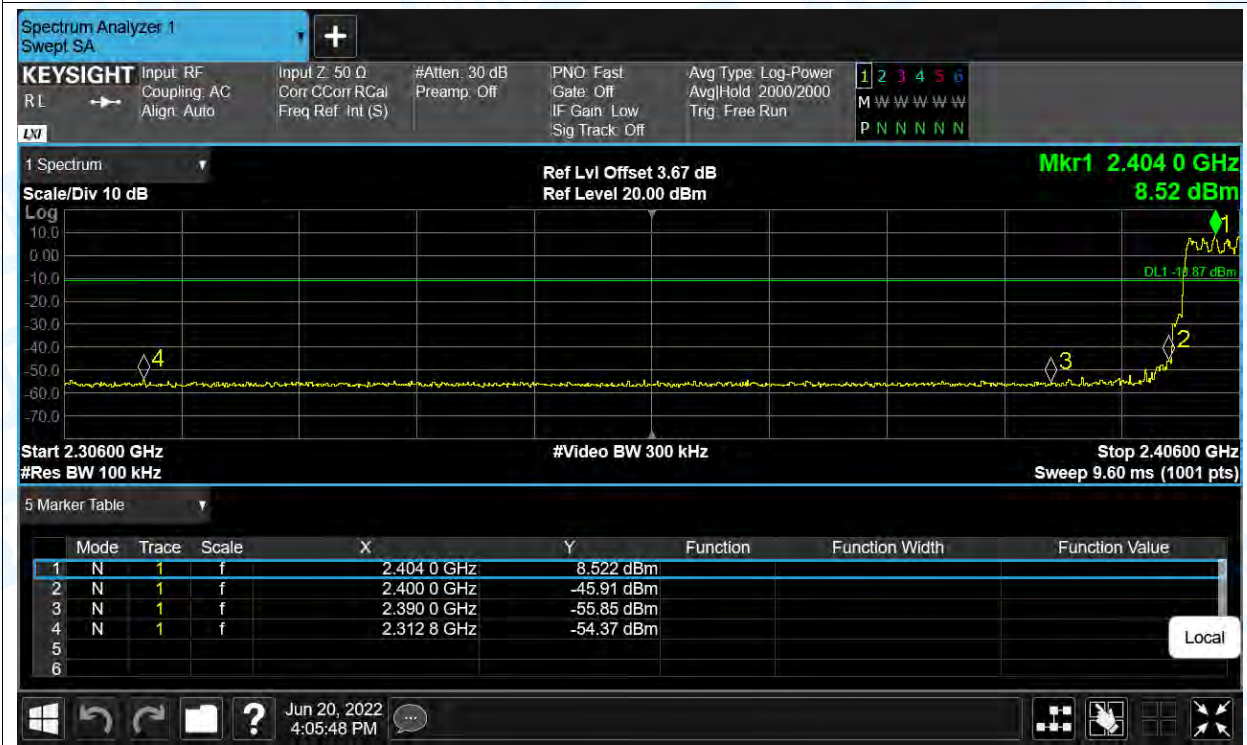 Spectrum Analyzer 1
Swept SA
KEYSIGHT Input: RF Input Z: 50 Ω #Atten: 30 dB PNO: Fast Avg Type: Log-Power 1 2 3 4 5 6
R L Coupling: AC Corr CCorr RCal Preamp: Off Gate: Off Avg|Hold: 2000/2000 M W W W W W
Align: Auto Freq Ref: Int (S) IF Gain: Low Trig: Free Run
LXI Sig Track: Off P N N N N N N
1 Spectrum Ref Lvl Offset 3.67 dB Mkr1 2.404 0 GHz
Scale/Div 10 dB Ref Level 20.00 dBm 8.52 dBm
Log
10.0 1
0.00
-10.0 DL1
-20.0
-30.0
-40.0 2
4 3
-50.0
-60.0
-70.0
Start 2.30600 GHz #Video BW 300 kHz Stop 2.40600 GHz
#Res BW 100 kHz Sweep 9.60 ms (1001 pts)
5 Marker Table
Mode Trace Scale X Y Function Function Width Function Value
1 N 1 f 2.404 0 GHz 8.522 dBm
2 N 1 f 2.400 0 GHz -45.91 dBm
3 N 1 f 2.390 0 GHz -55.85 dBm
4 N 1 f 2.312 8 GHz -54.37 dBm
5
6
Local
? Jun 20, 2022
4:05:48 PM